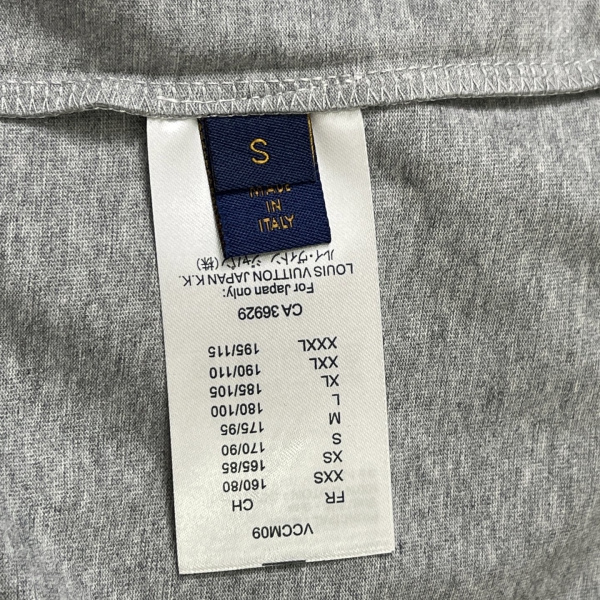 S
MADE
IN
ITALY
VCCM09
FR CH
XXS 160/80
XS 165/85
S 170/90
M 175/95
L 180/100
XL 185/105
XXL 190/110
XXXL 195/115
CA 36929
For Japan only:
LOUIS VUITTON JAPAN K.K.
ルイ・ヴィトン ジャパン(株)